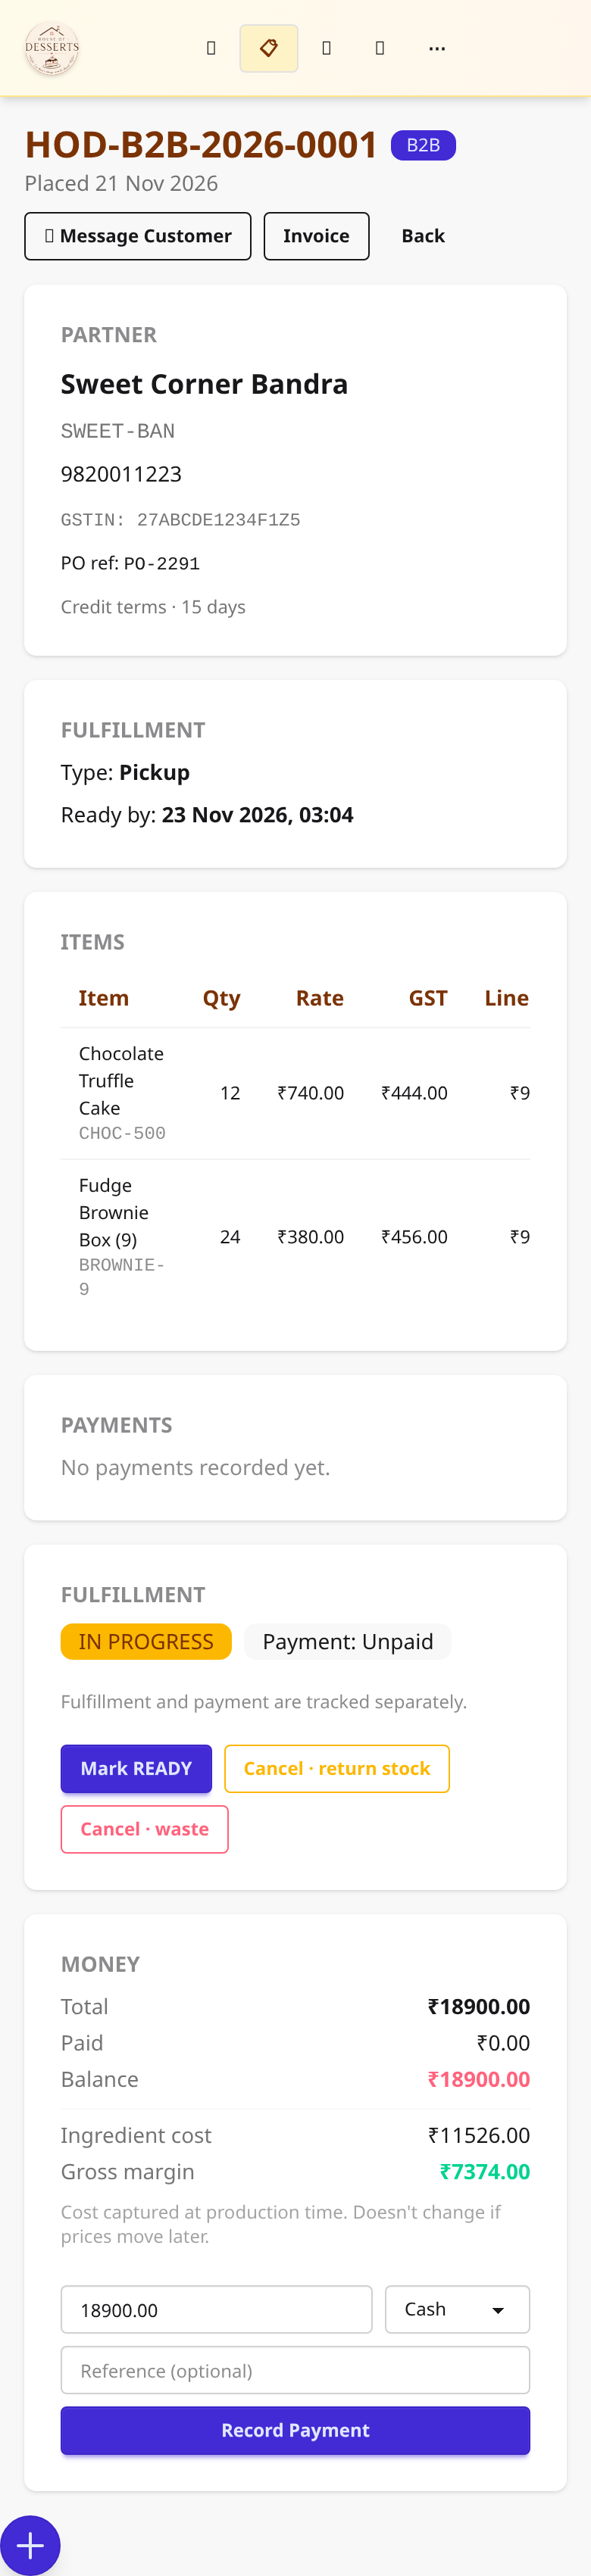 DESSERTS
HOD-B2B-2026-0001 B2B
Placed 21 Nov 2026
Message Customer Invoice Back
PARTNER
Sweet Corner Bandra
SWEET-BAN
9820011223
GSTIN: 27ABCDE1234F1Z5
PO ref: PO-2291
Credit terms · 15 days
FULFILLMENT
Type: Pickup
Ready by: 23 Nov 2026, 03:04
ITEMS
Item Qty Rate GST Line
Chocolate
Truffle
Cake
CHOC-500
12 ₹740.00 ₹444.00 ₹9
Fudge
Brownie
Box (9)
BROWNIE-
9
24 ₹380.00 ₹456.00 ₹9
PAYMENTS
No payments recorded yet.
FULFILLMENT
IN PROGRESS Payment: Unpaid
Fulfillment and payment are tracked separately.
Mark READY Cancel · return stock
Cancel · waste
MONEY
Total ₹18900.00
Paid ₹0.00
Balance ₹18900.00
Ingredient cost ₹11526.00
Gross margin ₹7374.00
Cost captured at production time. Doesn't change if
prices move later.
18900.00 Cash
Reference (optional)
Record Payment